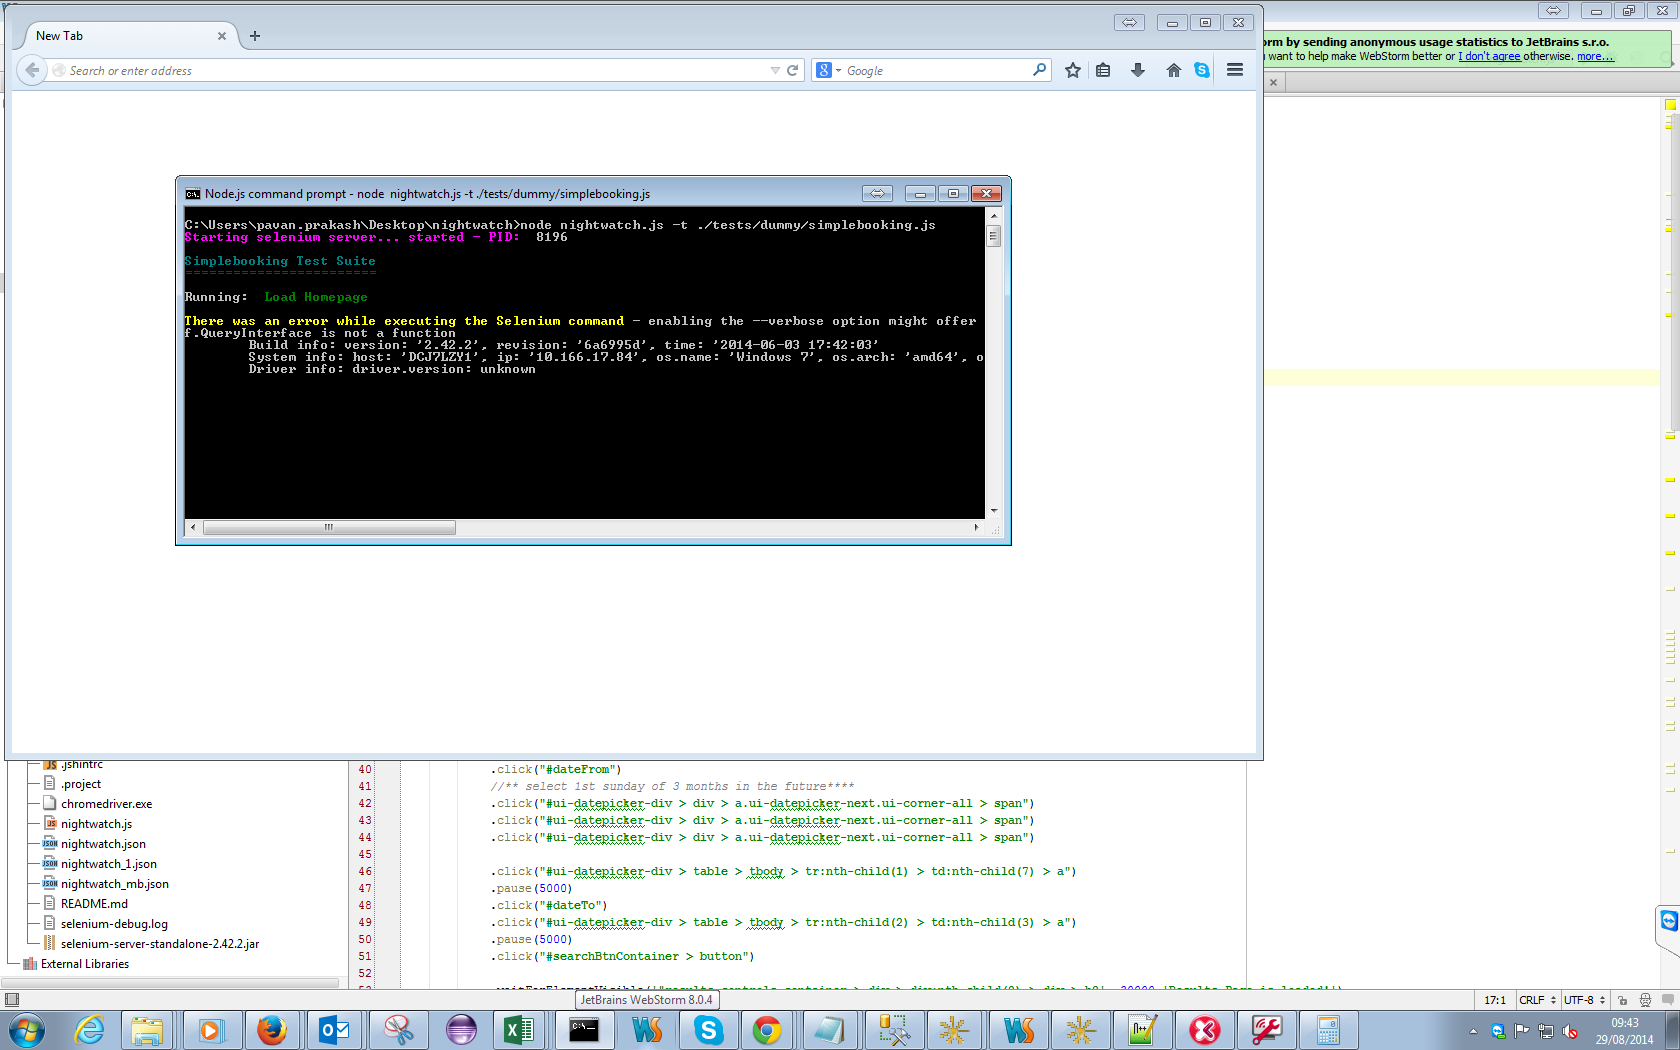 New Tab
Search or enter address
Google
orm by sending anonymous usage statistics to JetBrains s.r.o.
want to help make WebStorm better or I don't agree otherwise. more...
Node.js command prompt - node  nightwatch.js -t ./tests/dummy/simplebooking.js
C:\Users\pavan.prakash\Desktop\nightwatch>node nightwatch.js -t ./tests/dummy/simplebooking.js
Starting selenium server... started - PID:  8196
Simplebooking Test Suite
========================
Running:  Load Homepage
There was an error while executing the Selenium command - enabling the --verbose option might offer
f.QueryInterface is not a function
Build info: version: '2.42.2', revision: '6a6995d', time: '2014-06-03 17:42:03'
System info: host: 'DCJ7LZY1', ip: '10.166.17.84', os.name: 'Windows 7', os.arch: 'amd64', o
Driver info: driver.version: unknown
.jshintrc
.project
chromedriver.exe
nightwatch.js
nightwatch.json
nightwatch_1.json
nightwatch_mb.json
README.md
selenium-debug.log
selenium-server-standalone-2.42.2.jar
External Libraries
40 .click("#dateFrom")
41 //** select 1st sunday of 3 months in the future****
42 .click("#ui-datepicker-div > div > a.ui-datepicker-next.ui-corner-all > span")
43 .click("#ui-datepicker-div > div > a.ui-datepicker-next.ui-corner-all > span")
44 .click("#ui-datepicker-div > div > a.ui-datepicker-next.ui-corner-all > span")
45
46 .click("#ui-datepicker-div > table > tbody > tr:nth-child(1) > td:nth-child(7) > a")
47 .pause(5000)
48 .click("#dateTo")
49 .click("#ui-datepicker-div > table > tbody > tr:nth-child(2) > td:nth-child(3) > a")
50 .pause(5000)
51 .click("#searchBtnContainer > button")
52
JetBrains WebStorm 8.0.4
17:1 CRLF UTF-8
09:43
29/08/2014